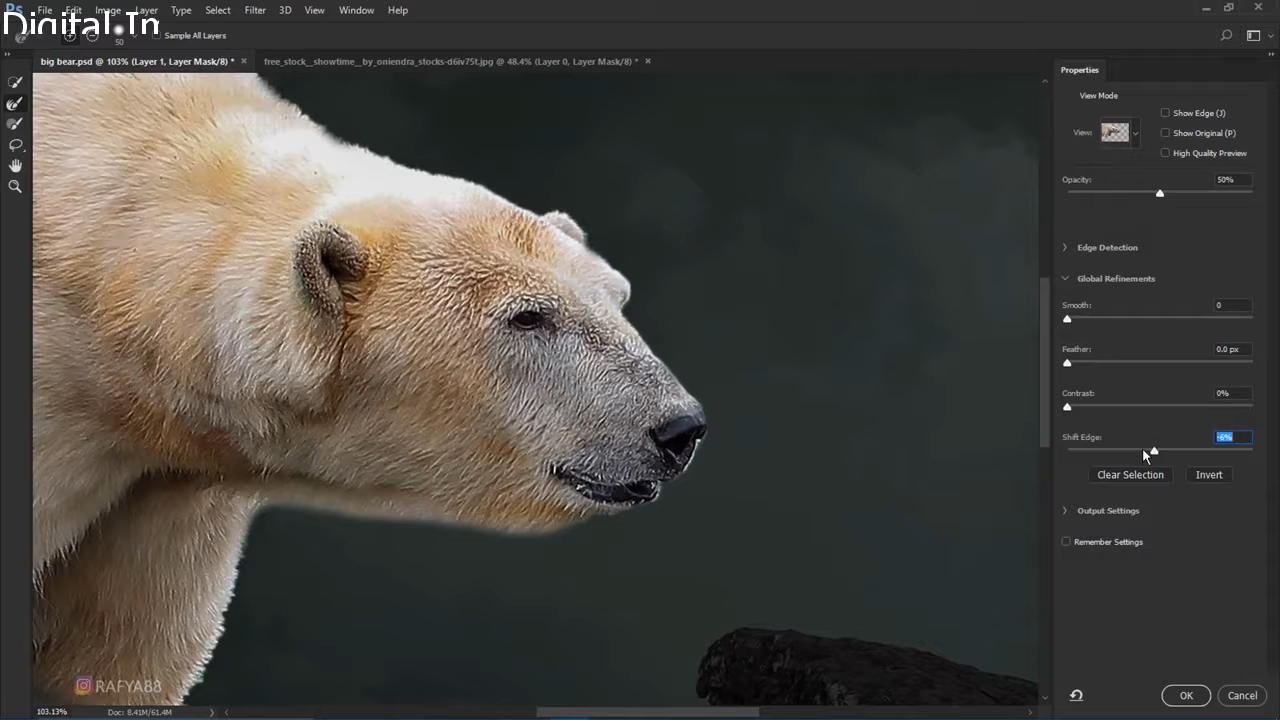 Ps File Edit Image Layer Type Select Filter 3D View Window Help
50 Sample All Layers
big bear.psd @ 103% (Layer 1, Layer Mask/8) * × free_stock__showtime__by_oniendra_stocks-d6iv75t.jpg @ 48.4% (Layer 0, Layer Mask/8) * ×
Properties
View Mode
Show Edge (J)
View: Show Original (P)
High Quality Preview
Opacity: 50%
Edge Detection
Global Refinements
Smooth: 0
Feather: 0.0 px
Contrast: 0%
Shift Edge: -6%
Clear Selection Invert
Output Settings
Remember Settings
RAFYA88
OK Cancel
103.13% Doc: 8.41M/61.4M